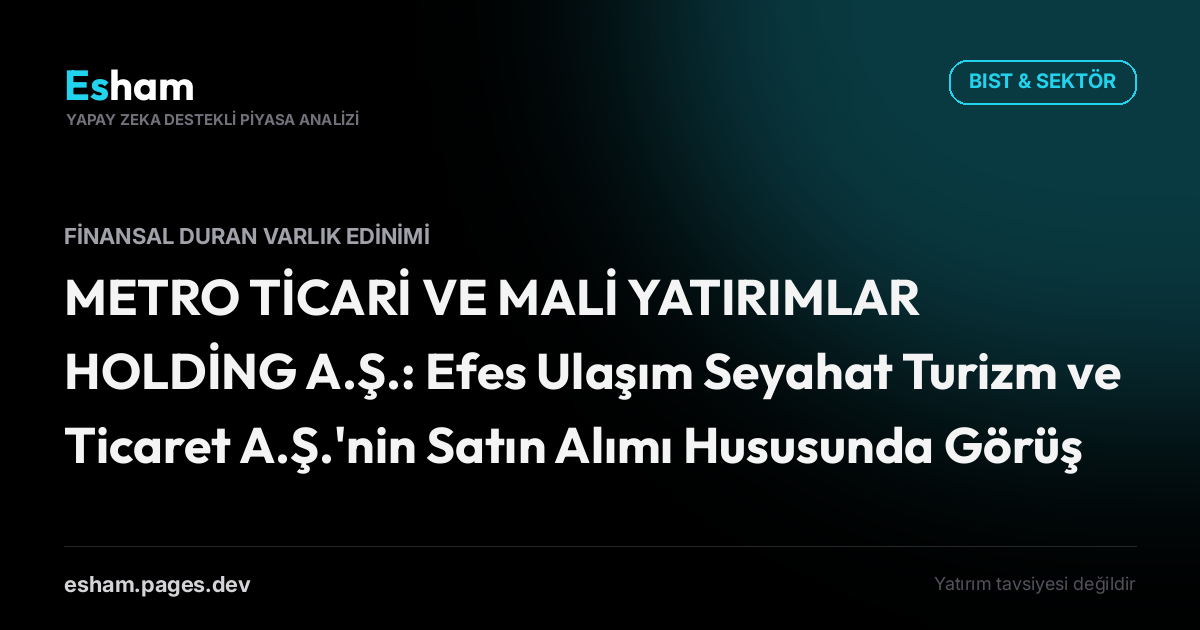 Esham
YAPAY ZEKA DESTEKLİ PİYASA ANALİZİ
BIST & SEKTÖR
FİNANSAL DURAN VARLIK EDİNİMİ
METRO TİCARİ VE MALİ YATIRIMLAR
HOLDİNG A.Ş.: Efes Ulaşım Seyahat Turizm ve
Ticaret A.Ş.'nin Satın Alımı Hususunda Görüş
esham.pages.dev
Yatırım tavsiyesi değildir